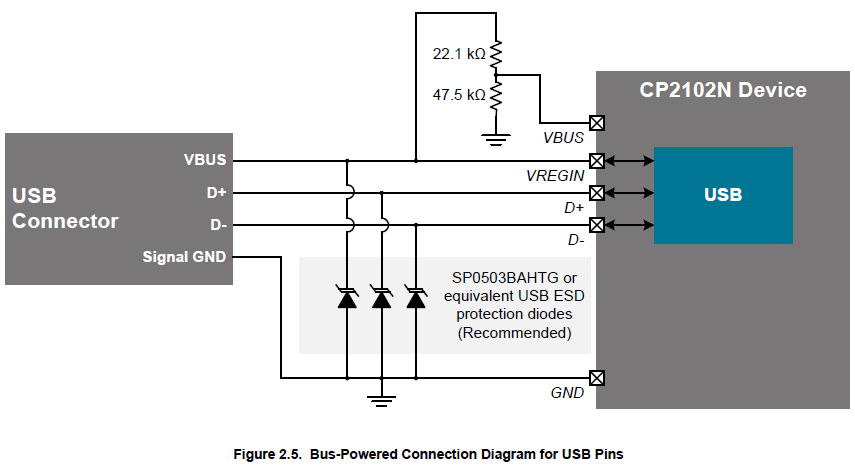 22.1 kΩ
47.5 kΩ
CP2102N Device
VBUS
VBUS
VREGIN
D+
D+
D-
D-
USB
Connector
USB
Signal GND
SP0503BAHTG or
equivalent USB ESD
protection diodes
(Recommended)
GND
Figure 2.5. Bus-Powered Connection Diagram for USB Pins